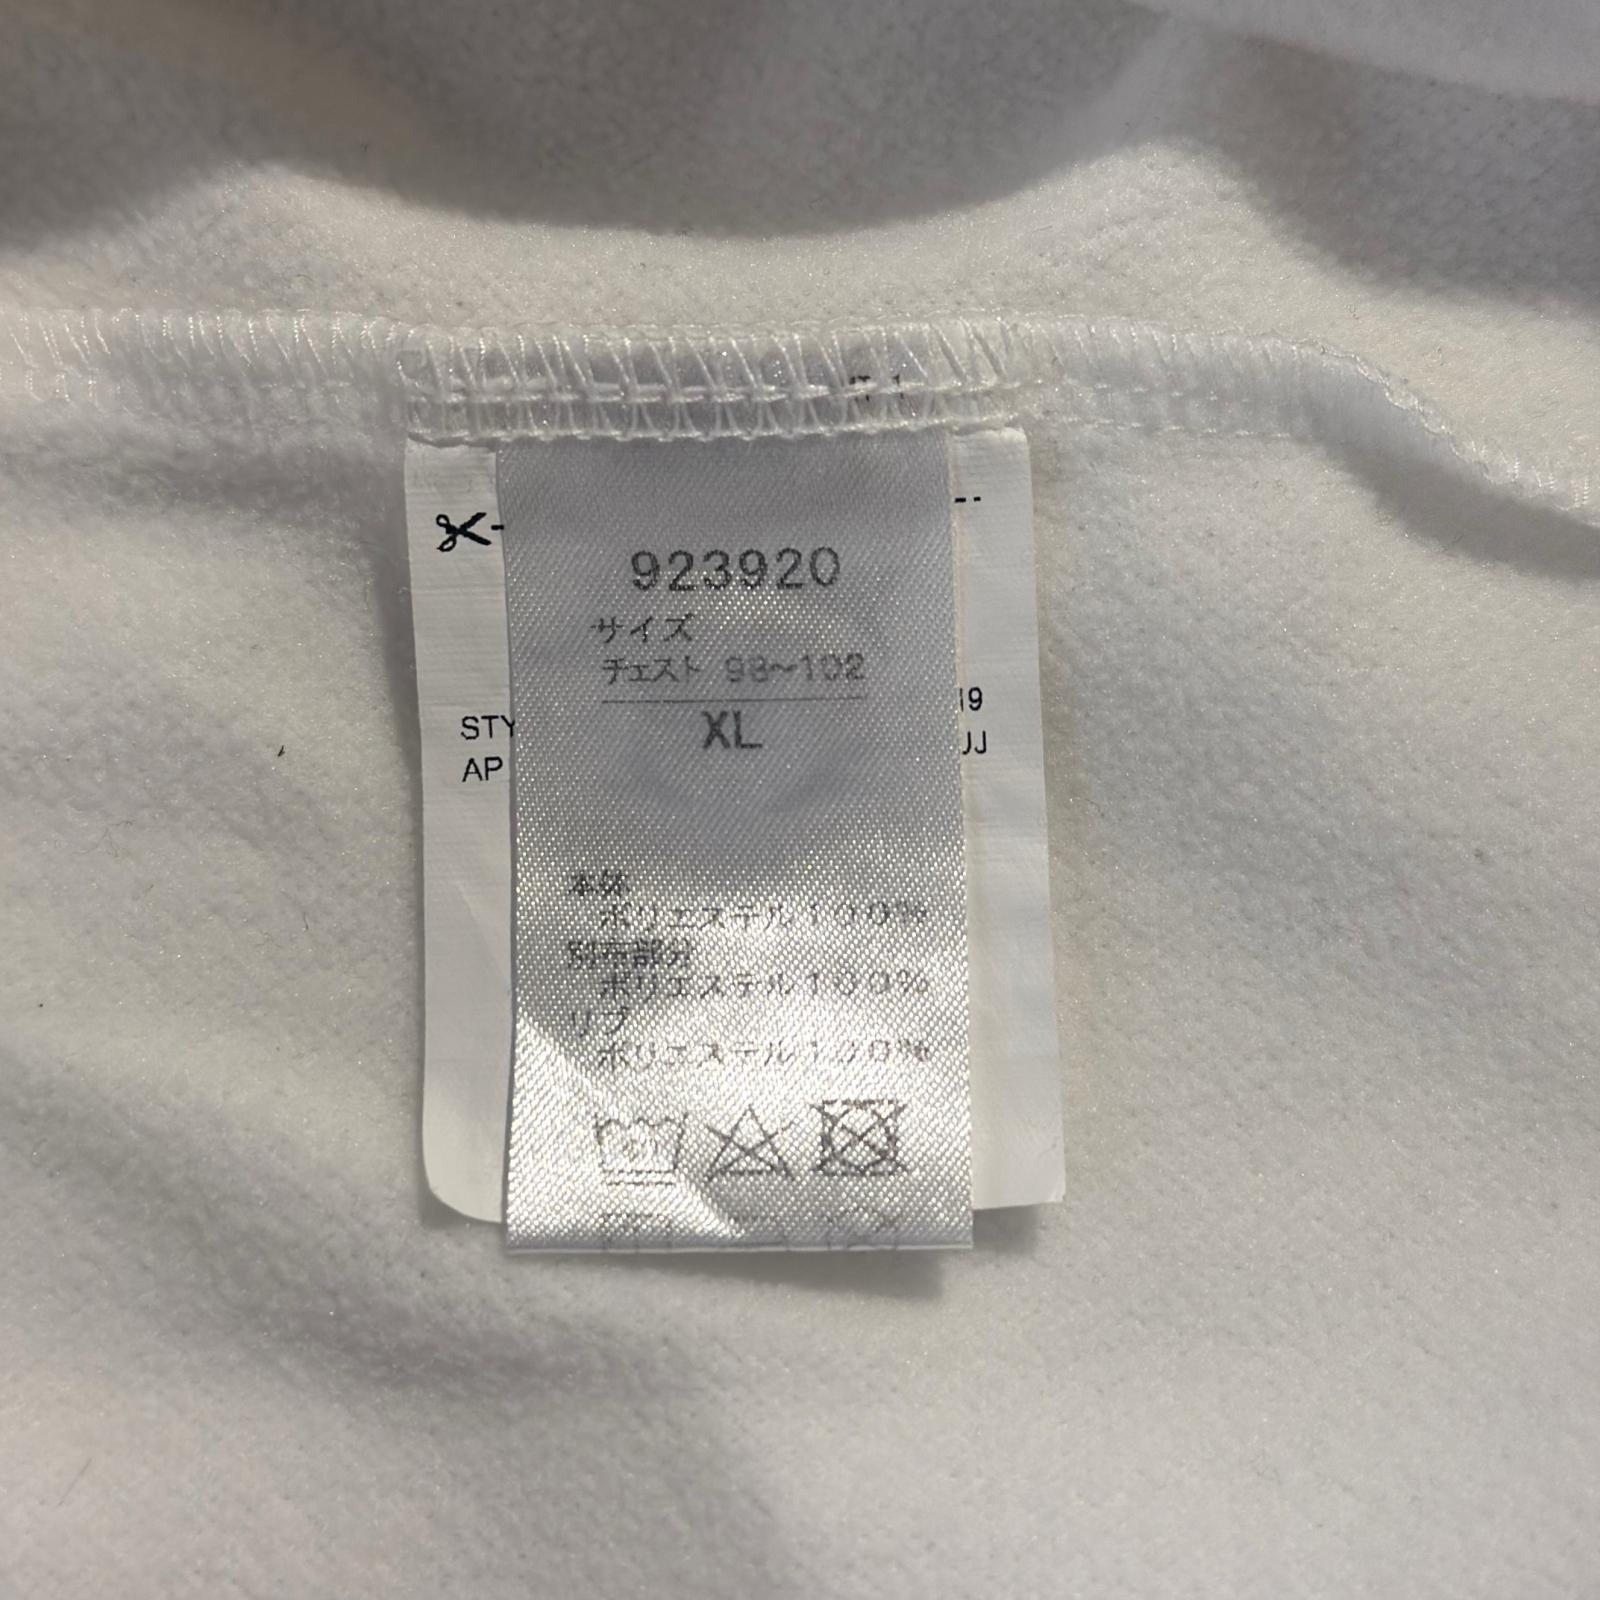 923920
サイズ
チェスト 98~102
XL
STY
AP
19
JJ
本体
ポリエステル100%
別布部分
ポリエステル100%
リブ
ポリエステル100%